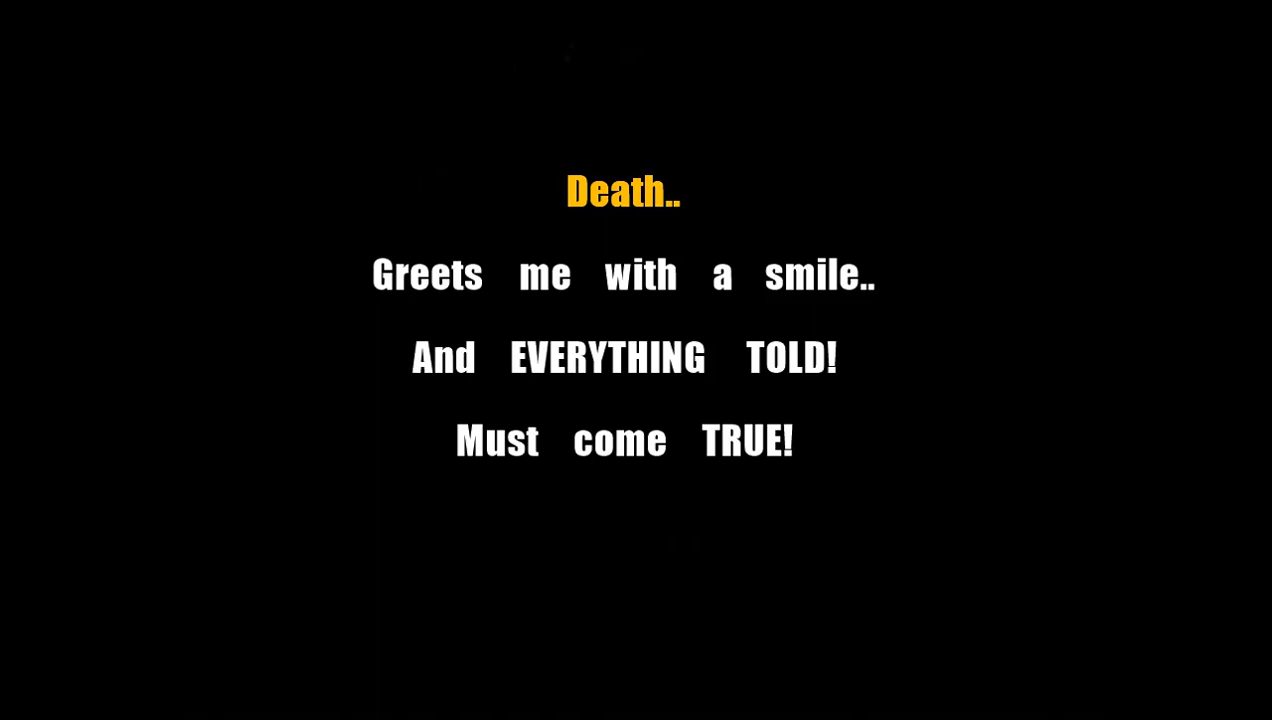 Death..
Greets me with a smile..
And EVERYTHING TOLD!
Must come TRUE!